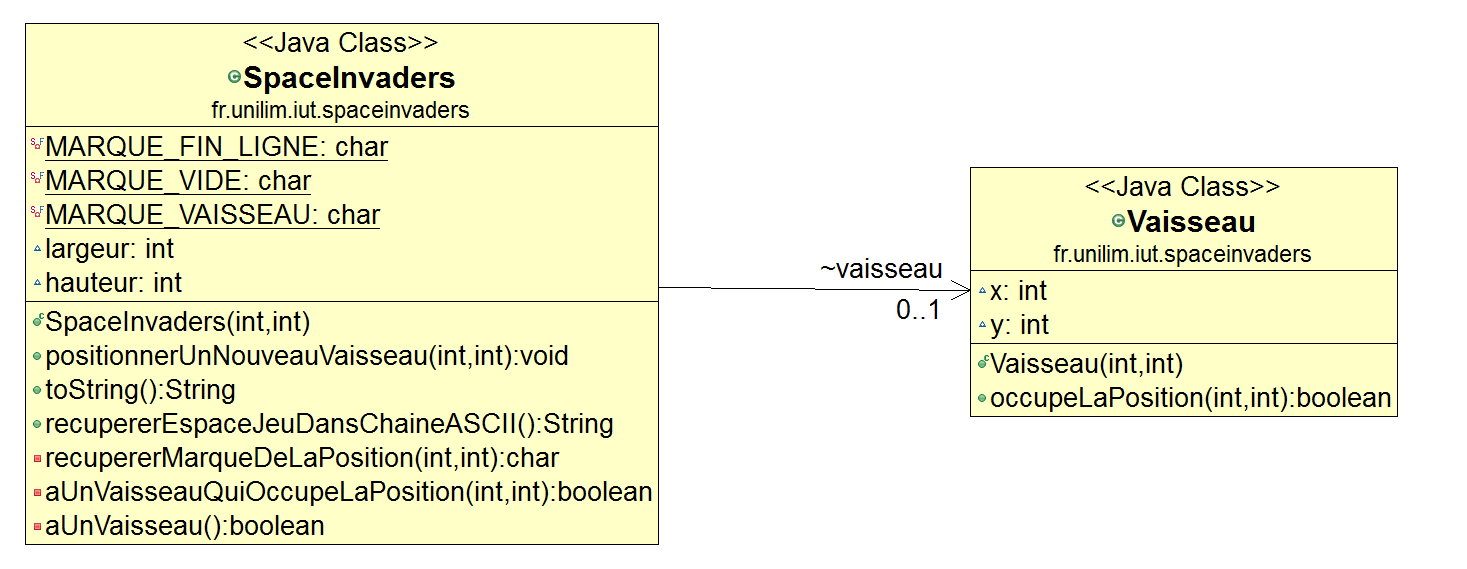 <<Java Class>>
SpaceInvaders
fr.unilim.iut.spaceinvaders
MARQUE_FIN_LIGNE: char
MARQUE_VIDE: char
MARQUE_VAISSEAU: char
largeur: int
hauteur: int
SpaceInvaders(int,int)
positionnerUnNouveauVaisseau(int,int):void
toString():String
recupererEspaceJeuDansChaineASCII():String
recupererMarqueDeLaPosition(int,int):char
aUnVaisseauQuiOccupeLaPosition(int,int):boolean
aUnVaisseau():boolean
~vaisseau
0..1
<<Java Class>>
Vaisseau
fr.unilim.iut.spaceinvaders
x: int
y: int
Vaisseau(int,int)
occupeLaPosition(int,int):boolean